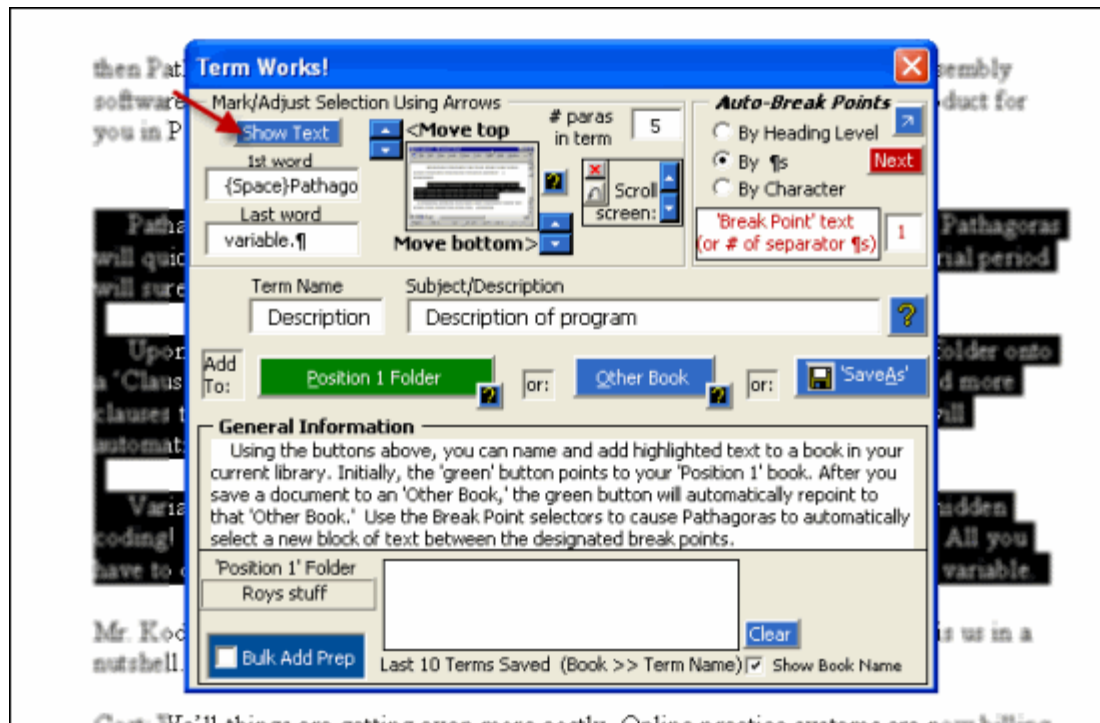 then Pat
sembly
software
duct for
you in P
Term Works!
Mark/Adjust Selection Using Arrows
Show Text
1st word
{Space}Pathago
Last word
variable.¶
<Move top
Move bottom>
# paras
in term
5
Scroll
screen:
Auto-Break Points
By Heading Level
By ¶s
Next
By Character
'Break Point' text
(or # of separator ¶s)
1
Patha
Pathagoras
will quic
rial period
will sure
Term Name
Subject/Description
Description
Description of program
?
Upon
folder onto
a 'Claus
d more
clauses t
will
automat
Add
To:
Position 1 Folder
?
or:
Other Book
?
or:
'SaveAs'
General Information
Using the buttons above, you can name and add highlighted text to a book in your
current library. Initially, the 'green' button points to your 'Position 1' book. After you
save a document to an 'Other Book,' the green button will automatically repoint to
that 'Other Book.' Use the Break Point selectors to cause Pathagoras to automatically
select a new block of text between the designated break points.
Varia
idden
coding!
All you
have to
variable.
'Position 1' Folder
Roys stuff
Bulk Add Prep
Clear
Last 10 Terms Saved (Book >> Term Name)
Show Book Name
Mr. Kod
is us in a
nutshell.